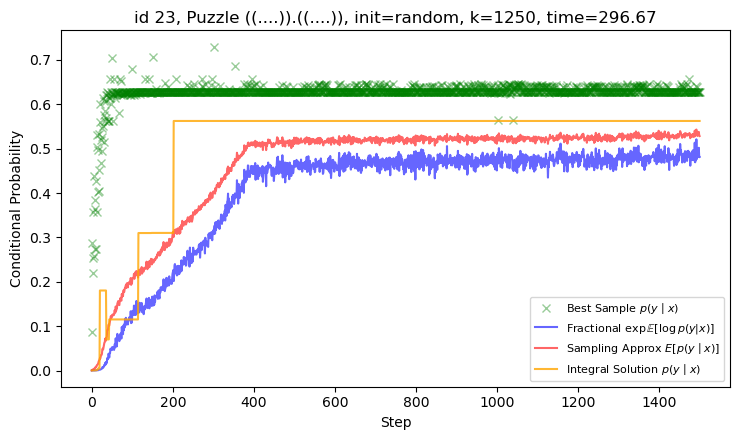 id 23, Puzzle ((....)).((....)), init=random, k=1250, time=296.67
Conditional Probability
0.7
0.6
0.5
0.4
0.3
0.2
0.1
0.0
0 200 400 600 800 1000 1200 1400
Step
Best Sample p(y | x)
Fractional exp𝔼[log p(y|x)]
Sampling Approx E[p(y | x)]
Integral Solution p(y | x)